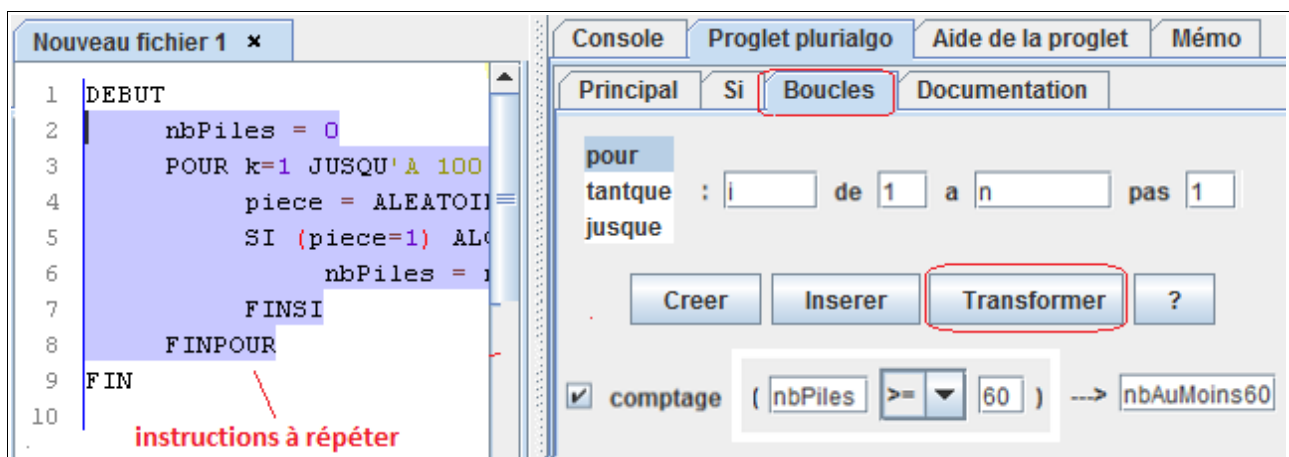 Nouveau fichier 1 ×
1 DEBUT
2 nbPiles = 0
3 POUR k=1 JUSQU'A 100
4 piece =
5 SI (piece=1)
6 nbPiles =
7 FINSI
8 FINPOUR
9 FIN
10
instructions à répéter
Console Proglet plurialgo Aide de la proglet Mémo
Principal Si Boucles Documentation
pour
tantque : i de 1 a n pas 1
jusque
Creer Inserer Transformer ?
comptage ( nbPiles >= 60 ) ---> nbAuMoins60